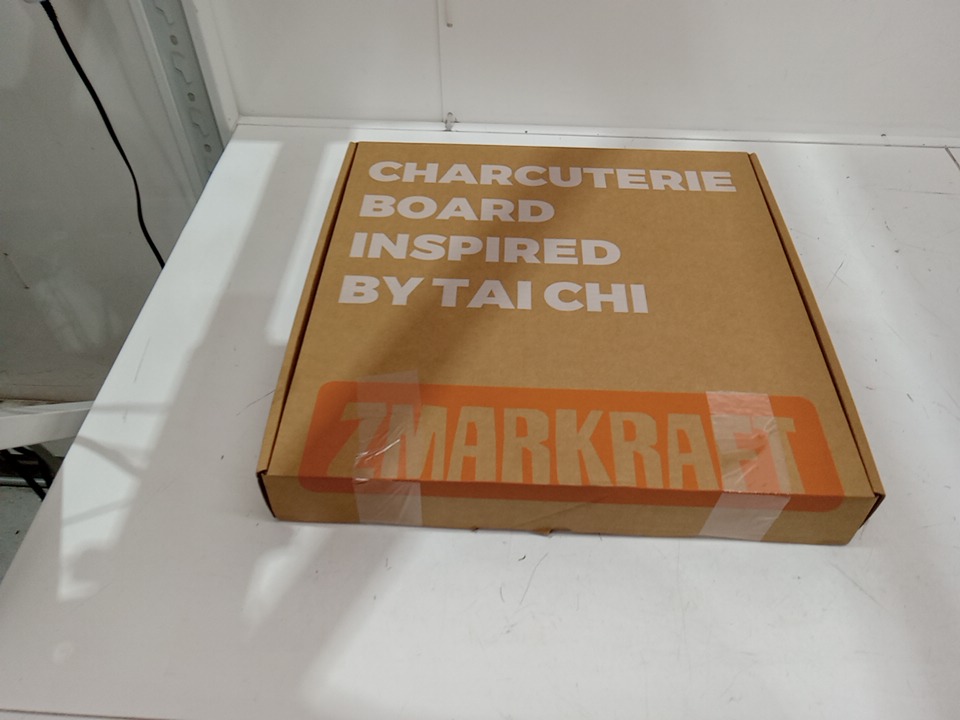 CHARCUTERIE
BOARD
INSPIRED
BY TAI CHI
ZMARKRAFT